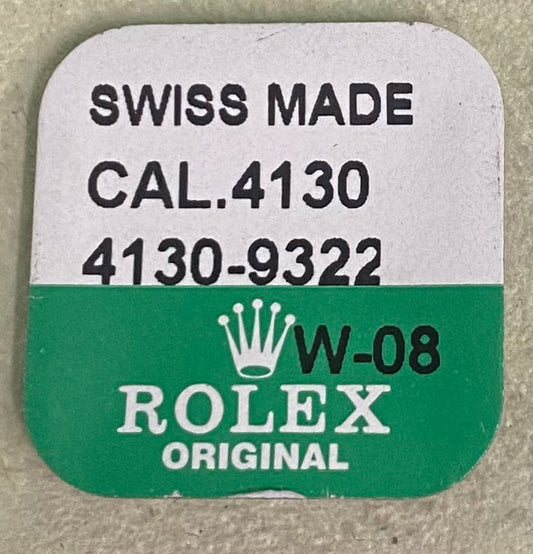 SWISS MADE
CAL.4130
4130-9322
W-08
ROLEX
ORIGINAL